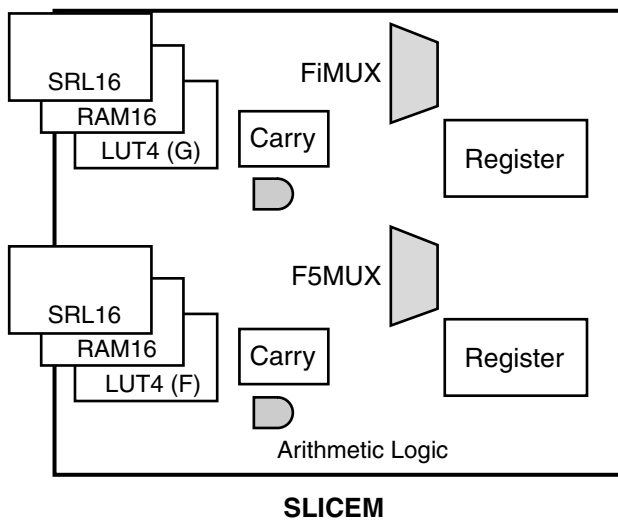 SRL16
RAM16
LUT4 (G)
Carry
FiMUX
Register
SRL16
RAM16
LUT4 (F)
Carry
F5MUX
Register
Arithmetic Logic
SLICEM